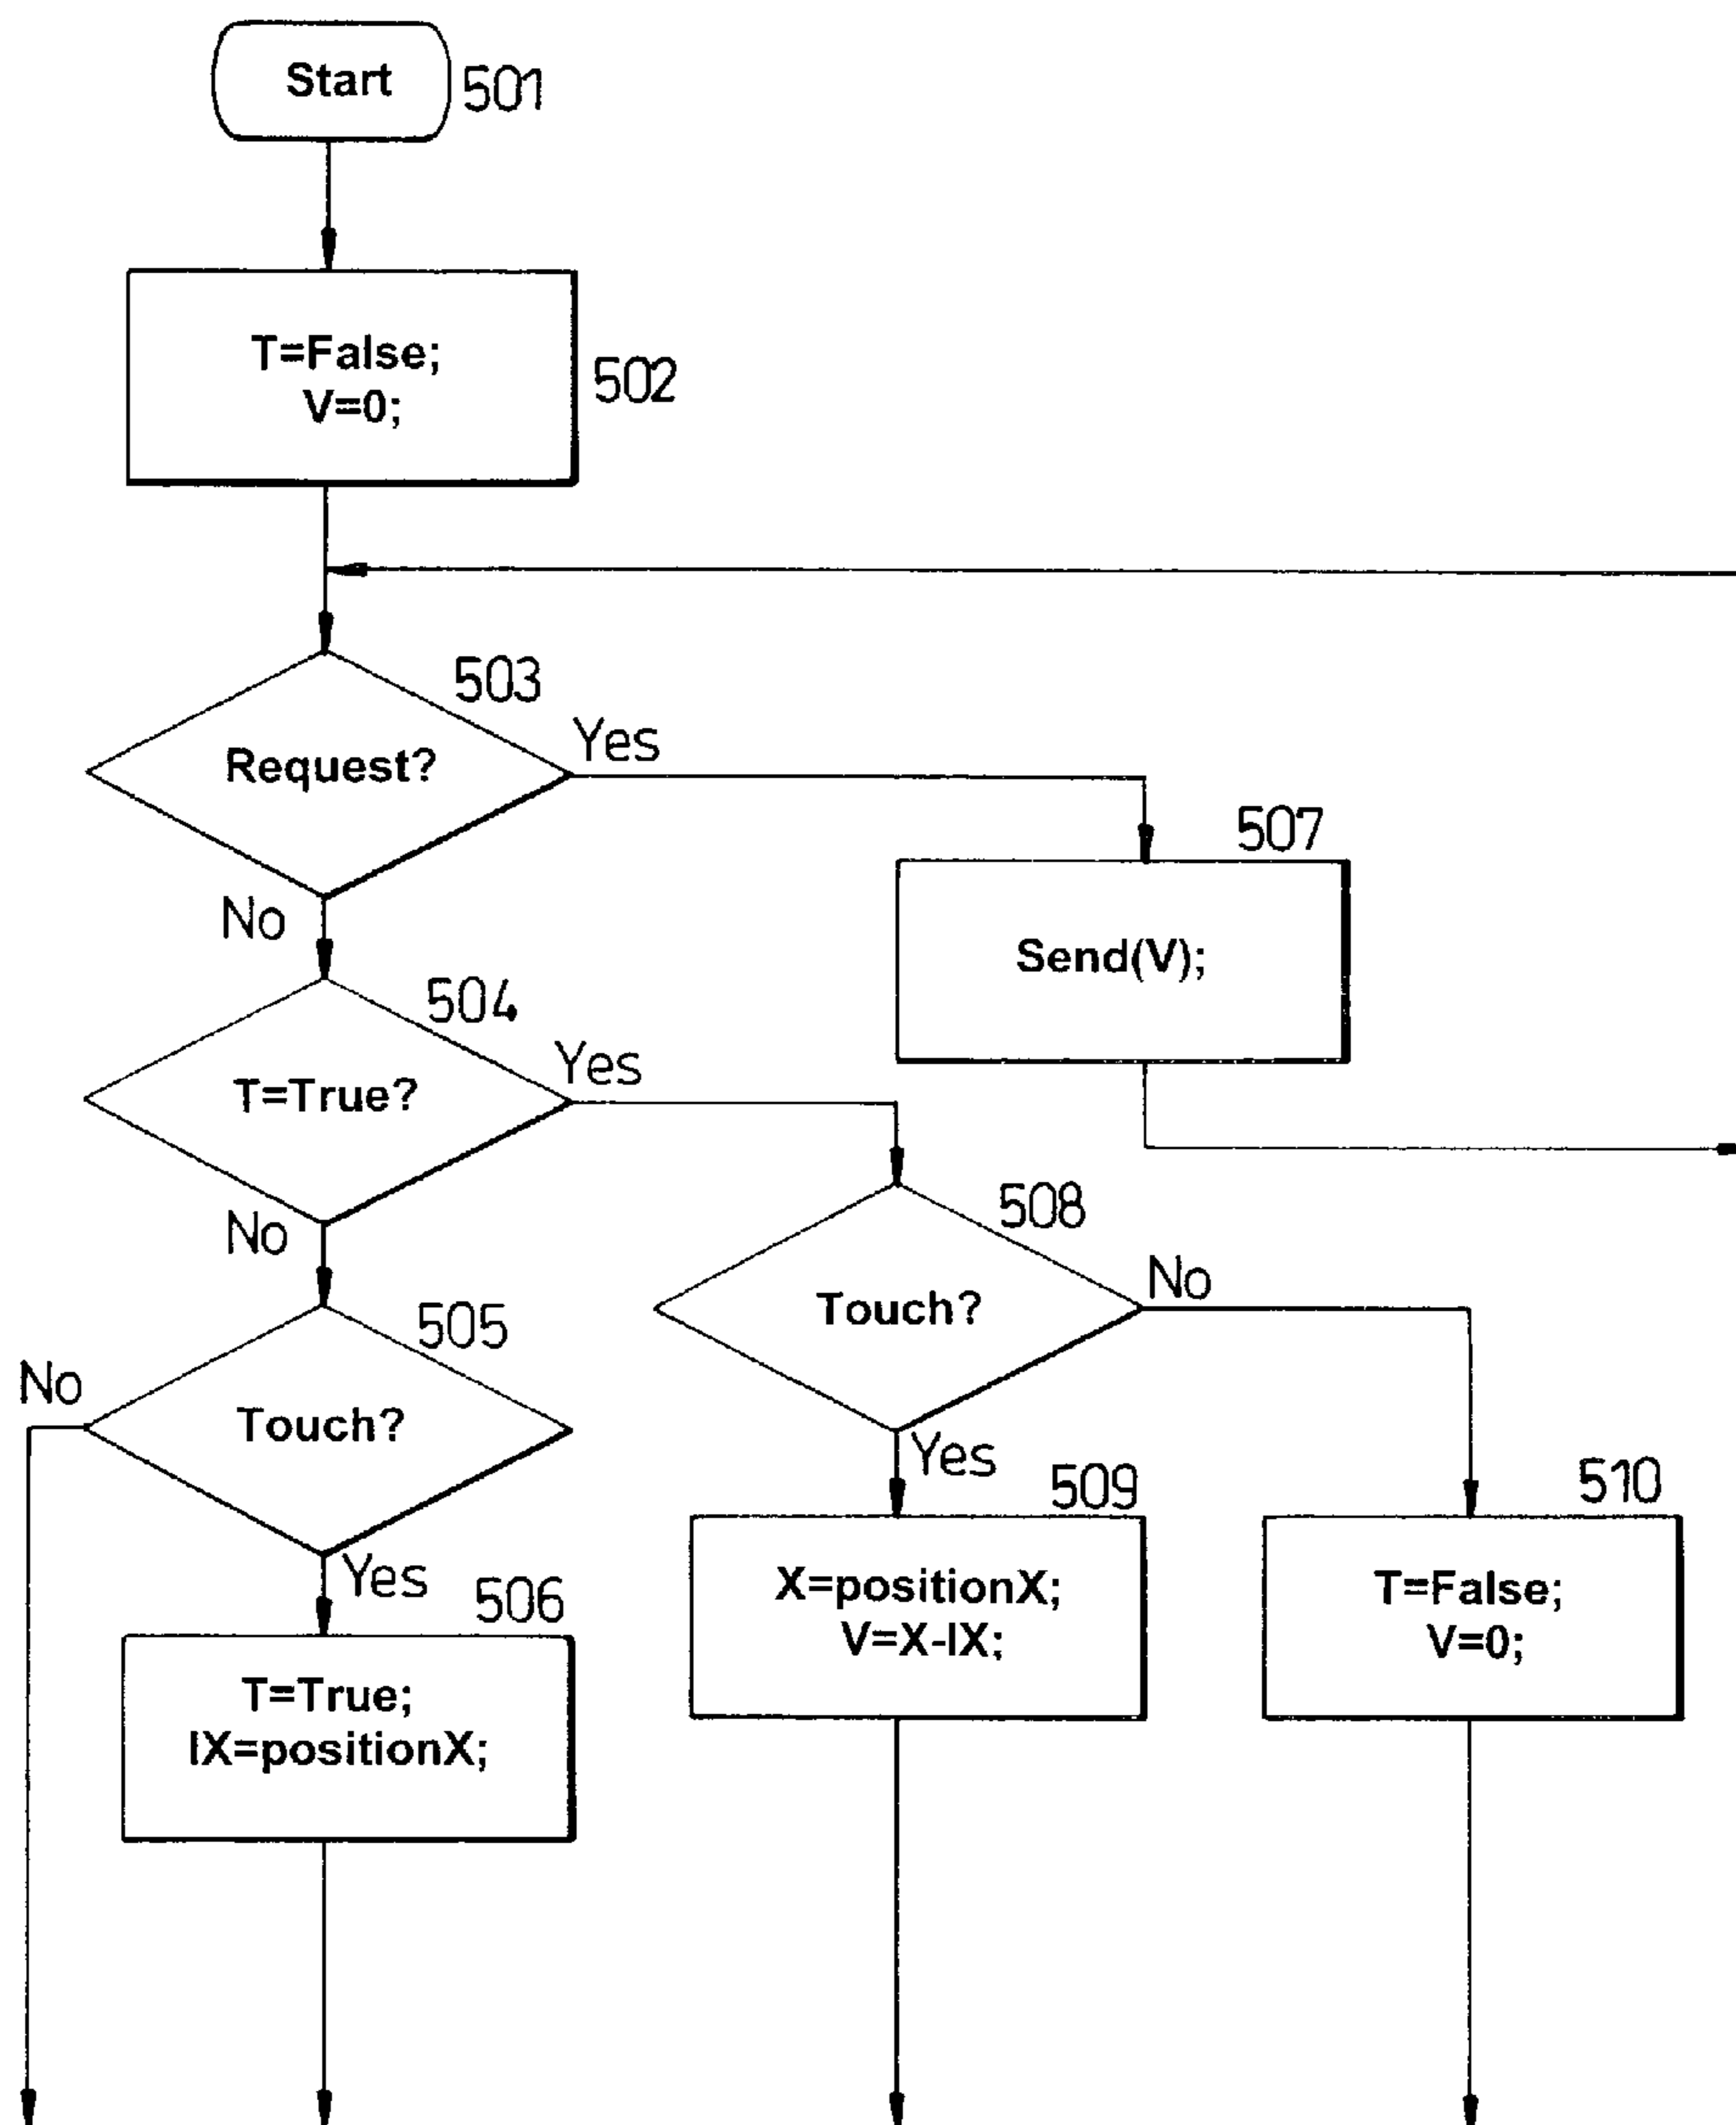 Start
501
T=False;
V=0;
502
503
Request?
Yes
No
507
Send(V);
504
T=True?
Yes
No
508
Touch?
No
Yes
505
Touch?
No
Yes
506
T=True;
IX=positionX;
509
X=positionX;
V=X-IX;
510
T=False;
V=0;